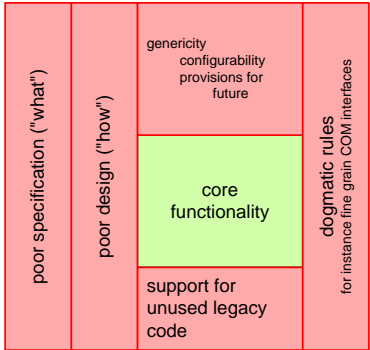 poor specification ("what")
poor design ("how")
genericity
configurability
provisions for
future
core
functionality
support for
unused legacy
code
dogmatic rules
for instance fine grain COM interfaces